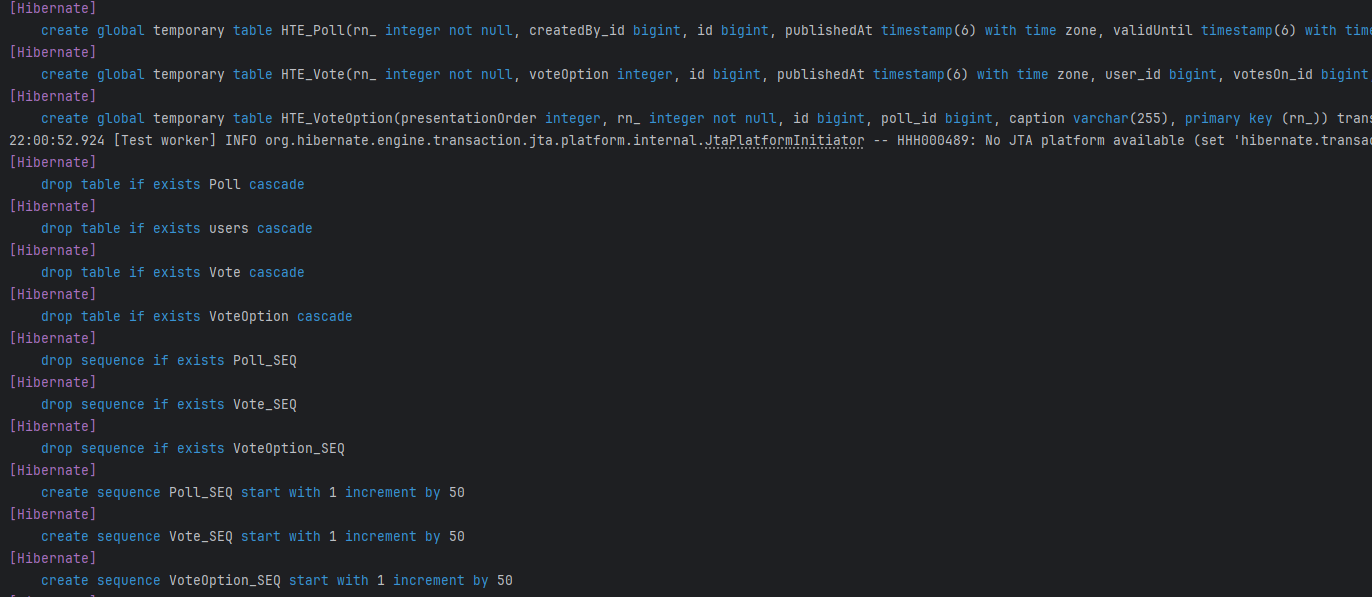 [Hibernate]
    create global temporary table HTE_Poll(rn_ integer not null, createdBy_id bigint, id bigint, publishedAt timestamp(6) with time zone, validUntil timestamp(6) with time
[Hibernate]
    create global temporary table HTE_Vote(rn_ integer not null, voteOption integer, id bigint, publishedAt timestamp(6) with time zone, user_id bigint, votesOn_id bigint
[Hibernate]
    create global temporary table HTE_VoteOption(presentationOrder integer, rn_ integer not null, id bigint, poll_id bigint, caption varchar(255), primary key (rn_)) trans
22:00:52.924 [Test worker] INFO org.hibernate.engine.transaction.jta.platform.internal.JtaPlatformInitiator -- HHH000489: No JTA platform available (set 'hibernate.transac
[Hibernate]
    drop table if exists Poll cascade
[Hibernate]
    drop table if exists users cascade
[Hibernate]
    drop table if exists Vote cascade
[Hibernate]
    drop table if exists VoteOption cascade
[Hibernate]
    drop sequence if exists Poll_SEQ
[Hibernate]
    drop sequence if exists Vote_SEQ
[Hibernate]
    drop sequence if exists VoteOption_SEQ
[Hibernate]
    create sequence Poll_SEQ start with 1 increment by 50
[Hibernate]
    create sequence Vote_SEQ start with 1 increment by 50
[Hibernate]
    create sequence VoteOption_SEQ start with 1 increment by 50